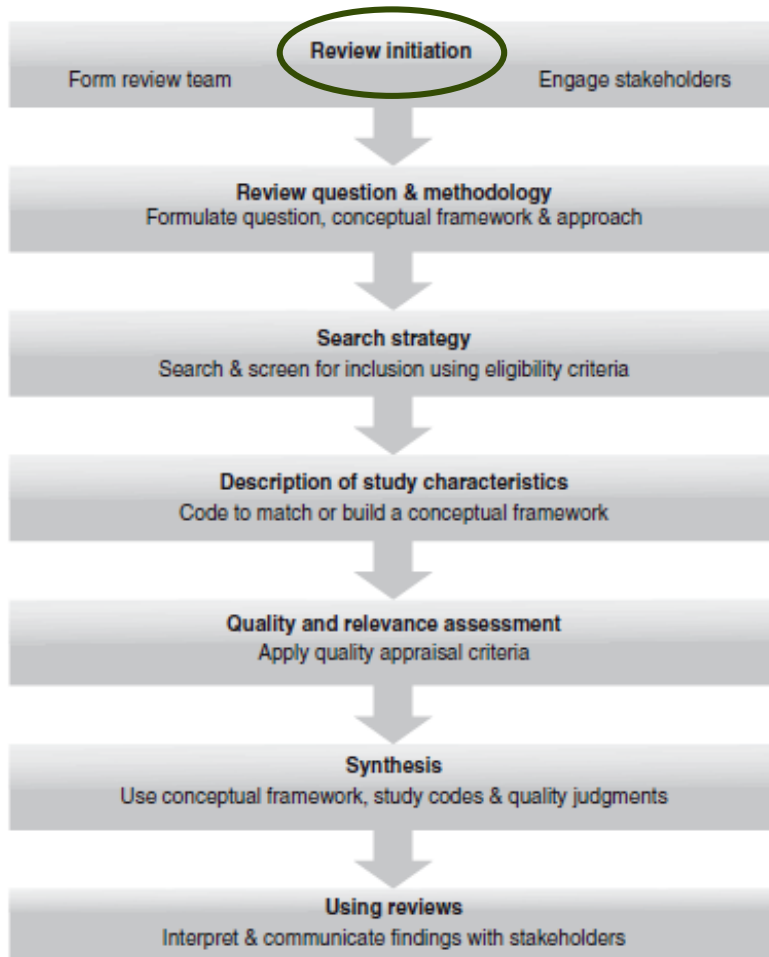 Review initiation
Form review team Engage stakeholders
Review question & methodology
Formulate question, conceptual framework & approach
Search strategy
Search & screen for inclusion using eligibility criteria
Description of study characteristics
Code to match or build a conceptual framework
Quality and relevance assessment
Apply quality appraisal criteria
Synthesis
Use conceptual framework, study codes & quality judgments
Using reviews
Interpret & communicate findings with stakeholders